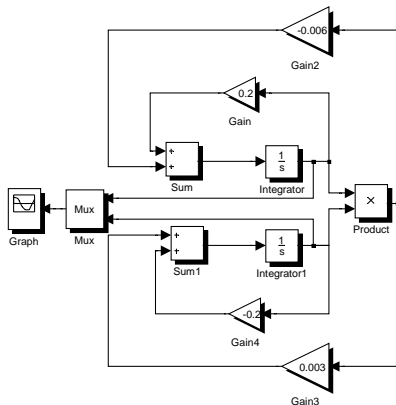 -0.006
Gain2
0.2
Gain
+
+
Sum
1
s
Integrator
Mux
Mux
Graph
×
Product
+
+
Sum1
1
s
Integrator1
-0.2
Gain4
0.003
Gain3